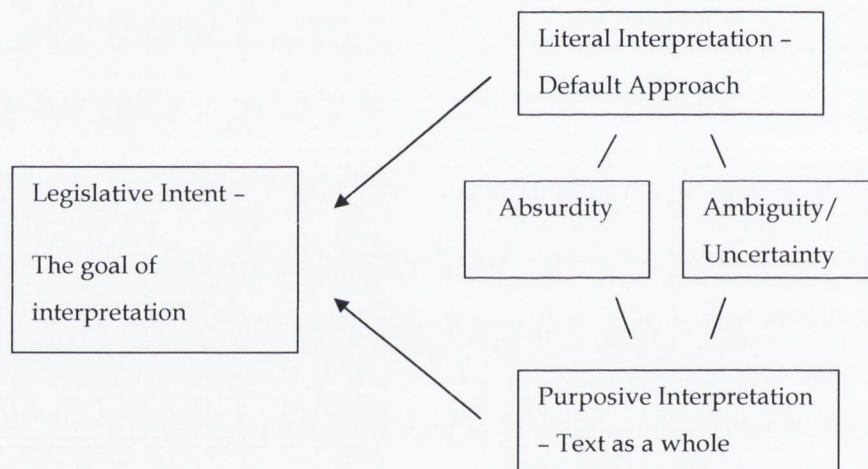 Literal Interpretation –
Default Approach
Legislative Intent –
The goal of
interpretation
Absurdity
Ambiguity/
Uncertainty
Purposive Interpretation
– Text as a whole